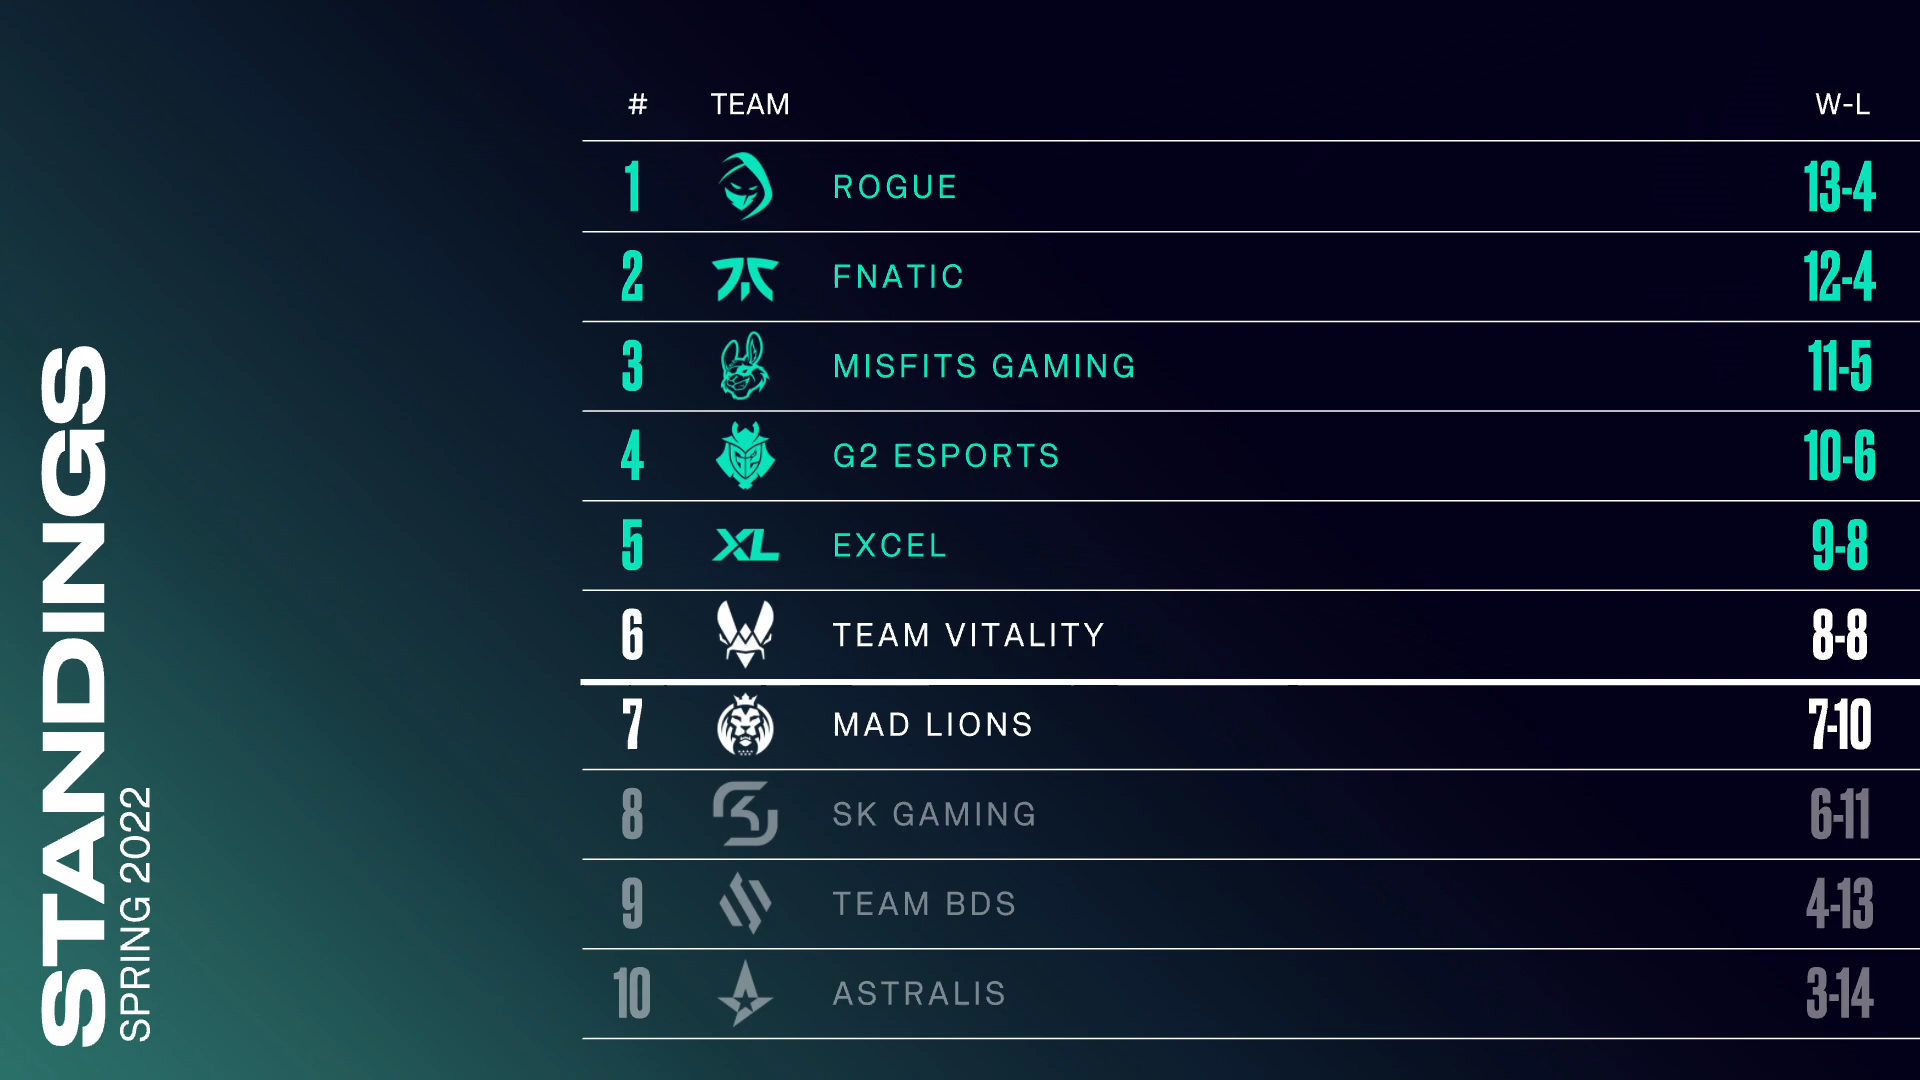 STANDINGS
SPRING 2022
# TEAM W-L
1 ROGUE 13-4
2 FNATIC 12-4
3 MISFITS GAMING 11-5
4 G2 ESPORTS 10-6
5 XL EXCEL 9-8
6 TEAM VITALITY 8-8
7 MAD LIONS 7-10
8 SK GAMING 6-11
9 TEAM BDS 4-13
10 ASTRALIS 3-14